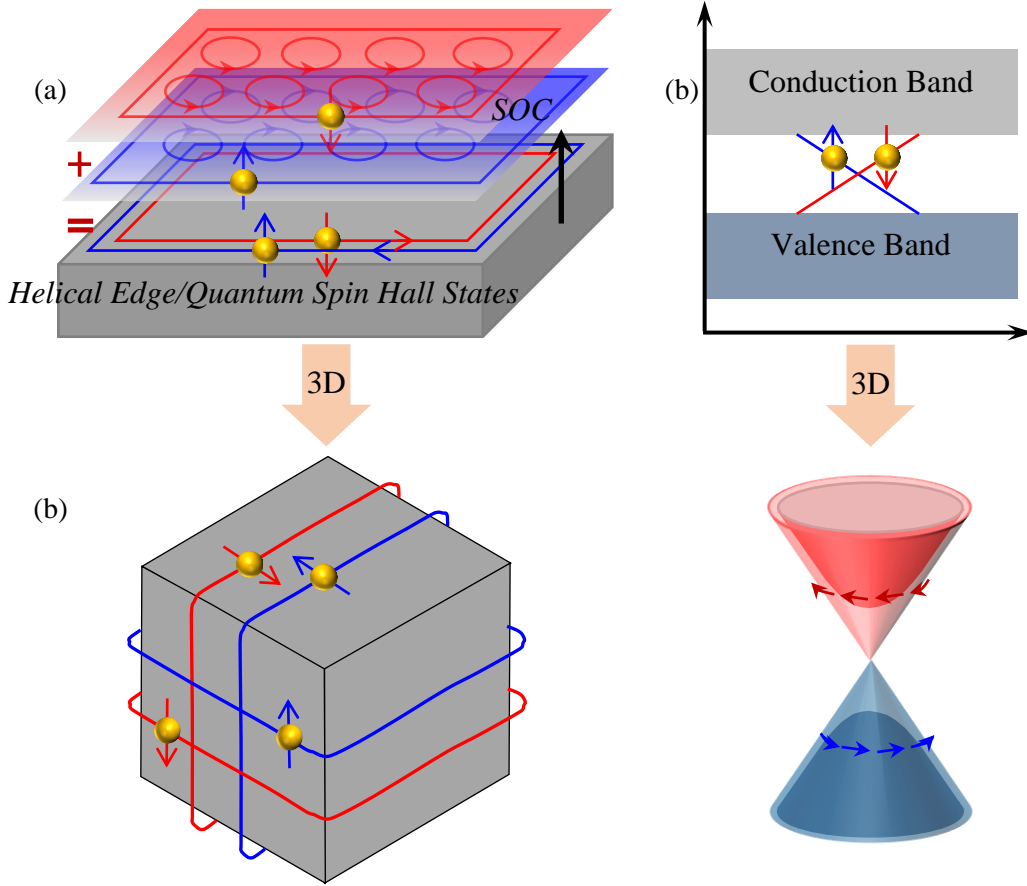 (a)
SOC
+
=
Helical Edge/Quantum Spin Hall States
(b)
Conduction Band
Valence Band
3D
3D
(b)